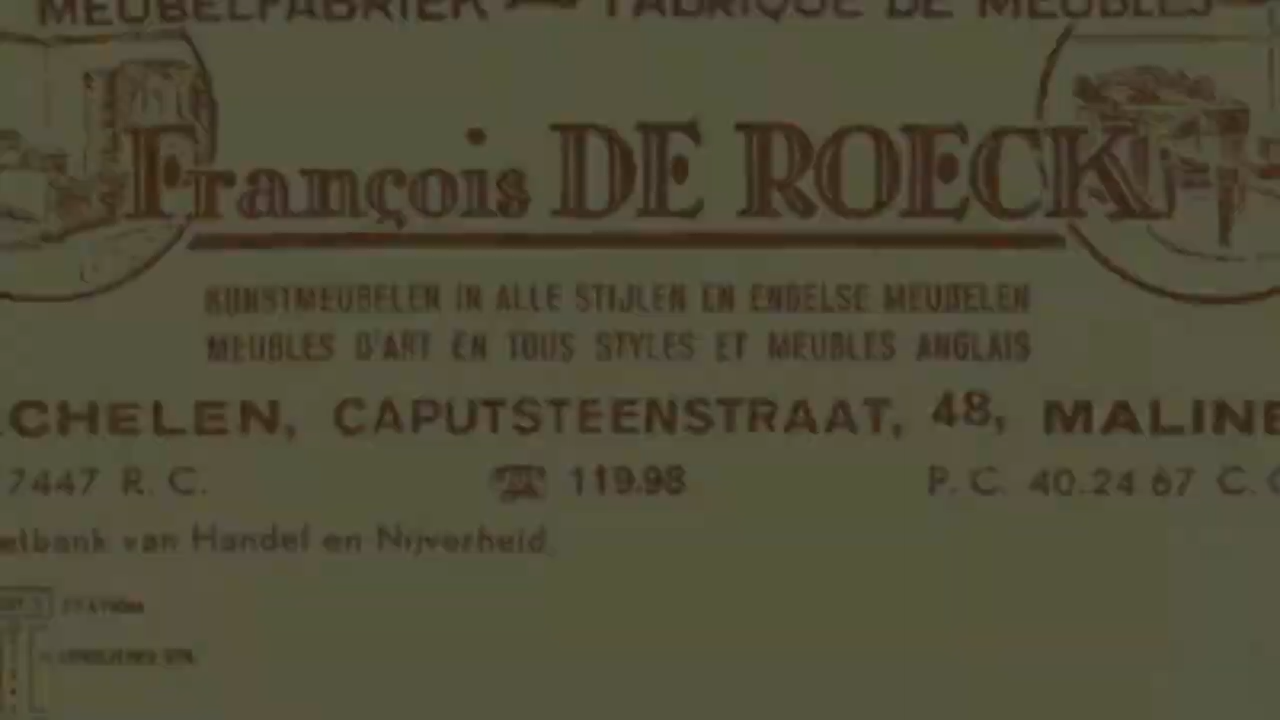 MEUBELFABRIEK — FABRIQUE DE MEUBLES
François DE ROECK
KUNSTMEUBELEN IN ALLE STIJLEN EN ENGELSE MEUBELEN
MEUBLES D'ART EN TOUS STYLES ET MEUBLES ANGLAIS
CHELEN, CAPUTSTEENSTRAAT, 48, MALINE
7447 R. C. ☎ 119.98 P. C. 40.24 67 C. C
elbank van Handel en Nijverheid